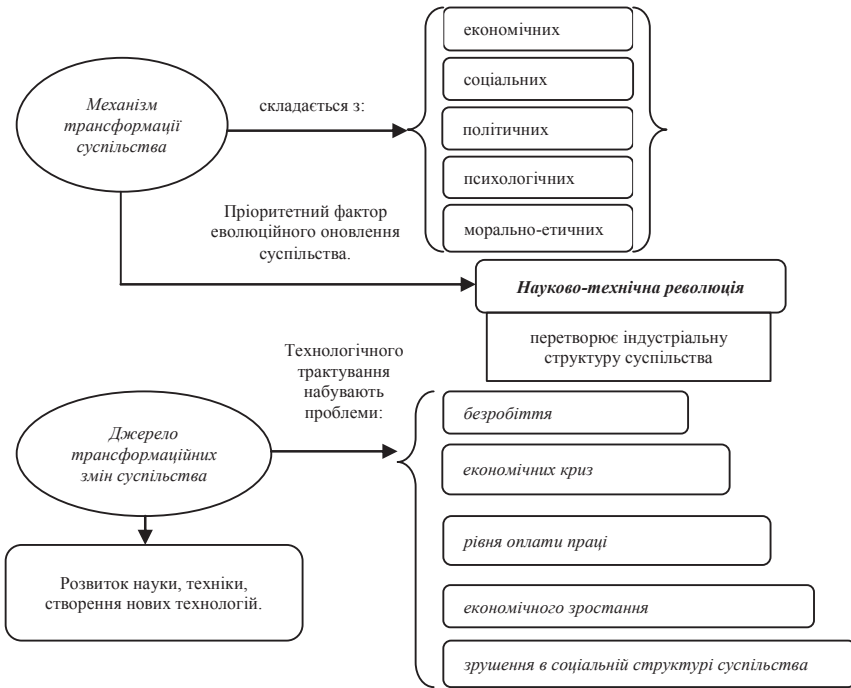 Механізм
трансформації
суспільства
складається з:
економічних
соціальних
політичних
психологічних
морально-етичних
Пріоритетний фактор
еволюційного оновлення
суспільства.
Науково-технічна революція
перетворює індустріальну
структуру суспільства
Джерело
трансформаційних
змін суспільства
Технологічного
трактування
набувають
проблеми:
безробіття
економічних криз
рівня оплати праці
економічного зростання
зрушення в соціальній структурі суспільства
Розвиток науки, техніки,
створення нових технологій.